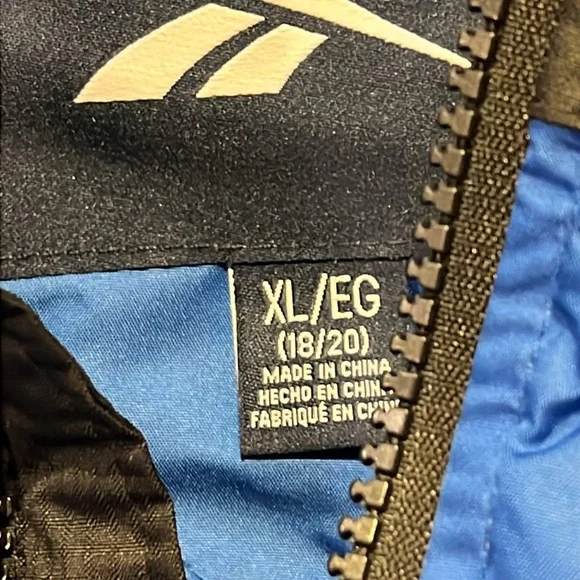 XL/EG
(18/20)
MADE IN CHINA
HECHO EN CHINA
FABRIQUÉ EN CHINE